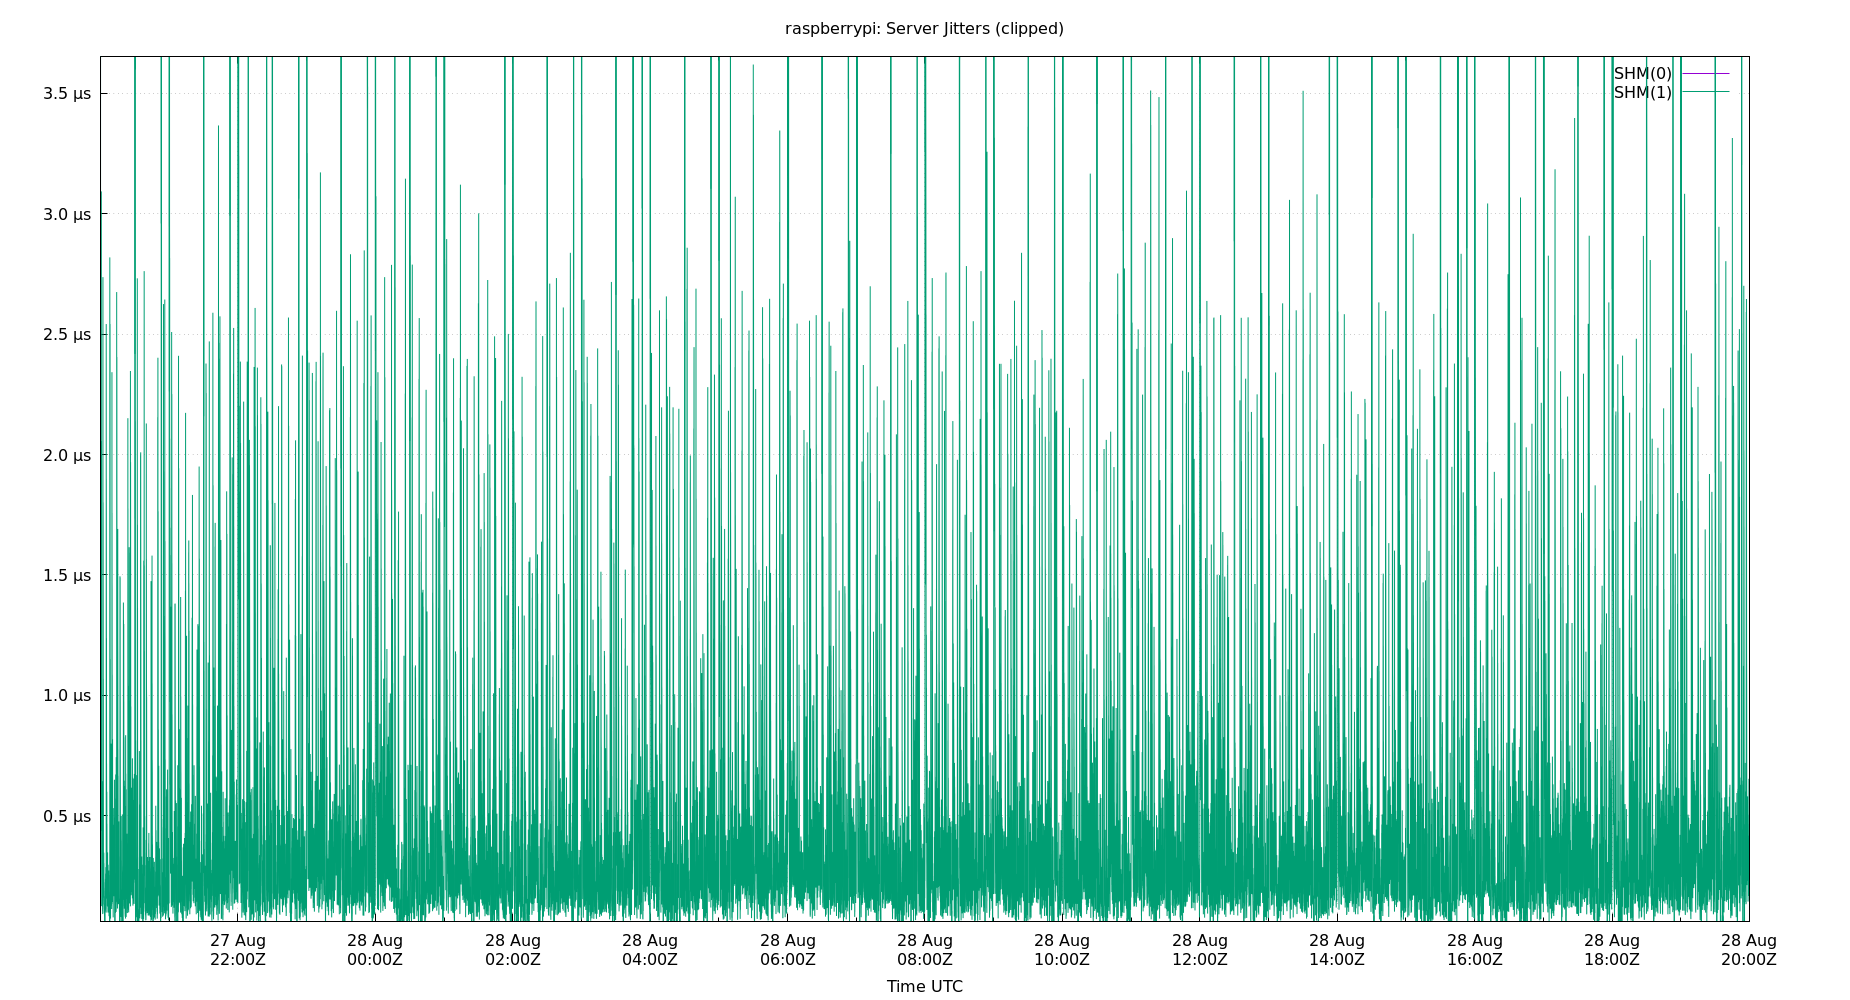 raspberrypi: Server Jitters (clipped)
SHM(0)
SHM(1)
3.5 µs
3.0 µs
2.5 µs
2.0 µs
1.5 µs
1.0 µs
0.5 µs
27 Aug 28 Aug 28 Aug 28 Aug 28 Aug 28 Aug 28 Aug 28 Aug 28 Aug 28 Aug 28 Aug 28 Aug
22:00Z 00:00Z 02:00Z 04:00Z 06:00Z 08:00Z 10:00Z 12:00Z 14:00Z 16:00Z 18:00Z 20:00Z
Time UTC